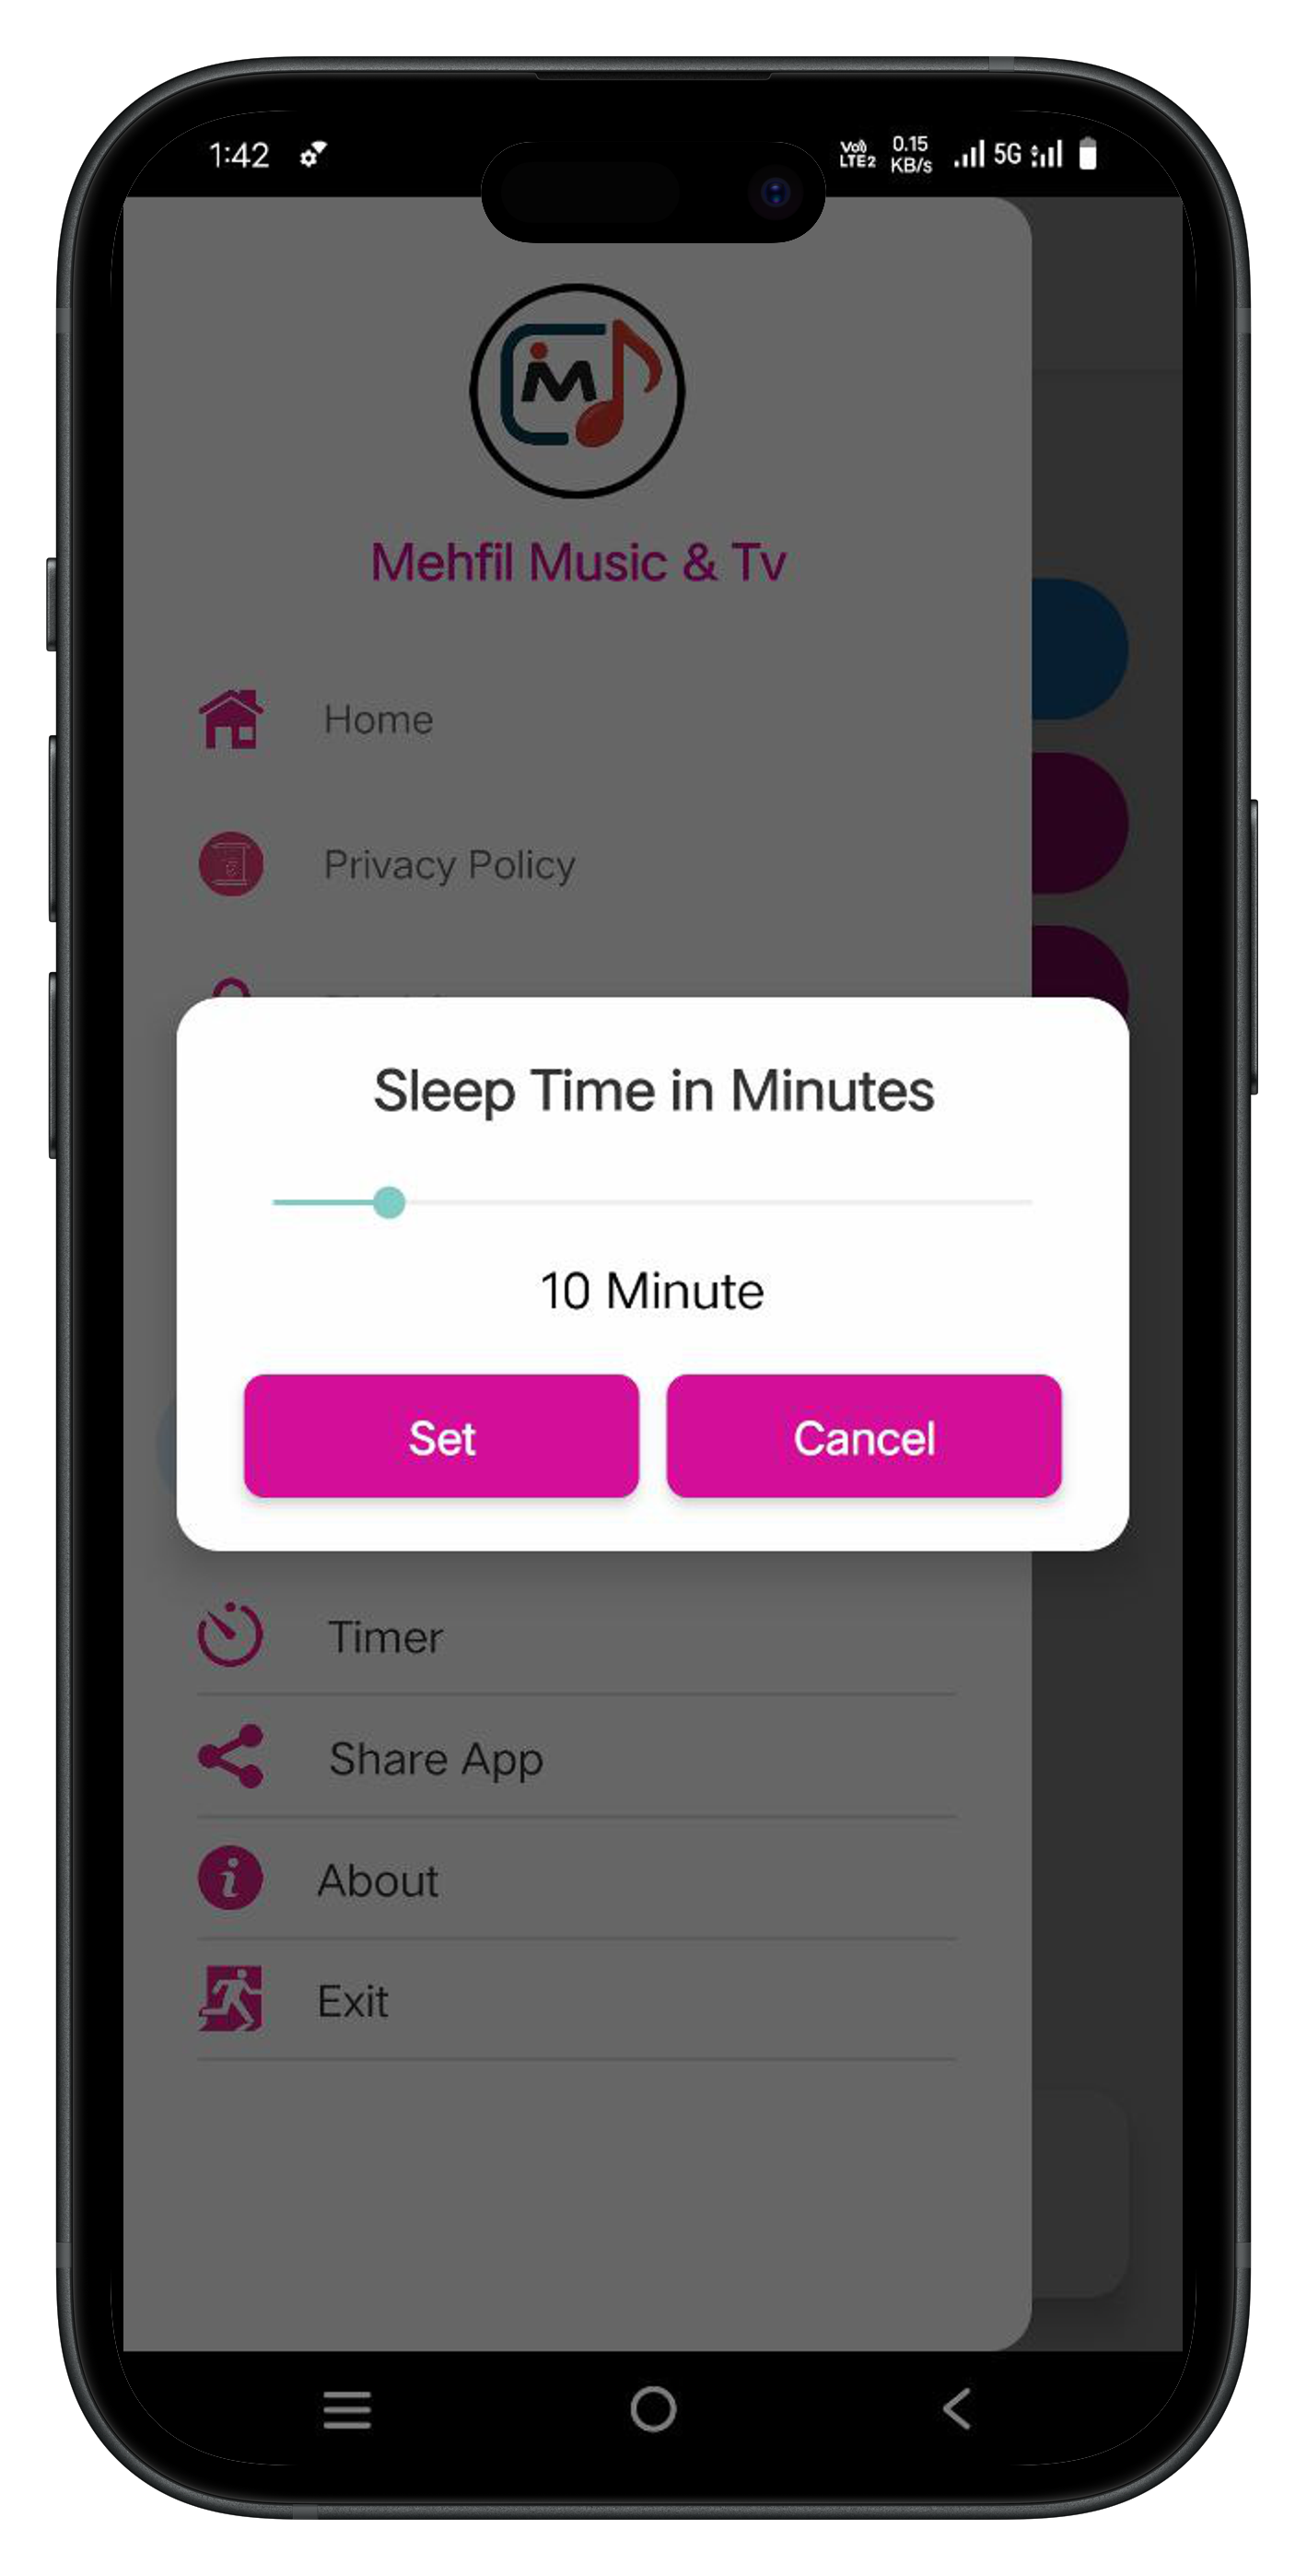 1:42
Vo))
LTE2
0.15
KB/s
5G
M
Mehfil Music & Tv
Home
Privacy Policy
Sleep Time in Minutes
10 Minute
Set
Cancel
Timer
Share App
About
Exit